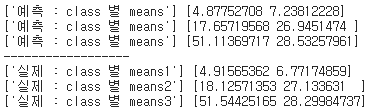 ['예측 : class 별 means'] [4.87752708 7.23812228]
['예측 : class 별 means'] [17.65719568 26.9451474 ]
['예측 : class 별 means'] [51.11369717 28.53257961]
------------------
['실제 : class 별 means1'] [4.91565362 6.77174859]
['실제 : class 별 means2'] [18.12571353 27.133631  ]
['실제 : class 별 means3'] [51.54425165 28.29984737]